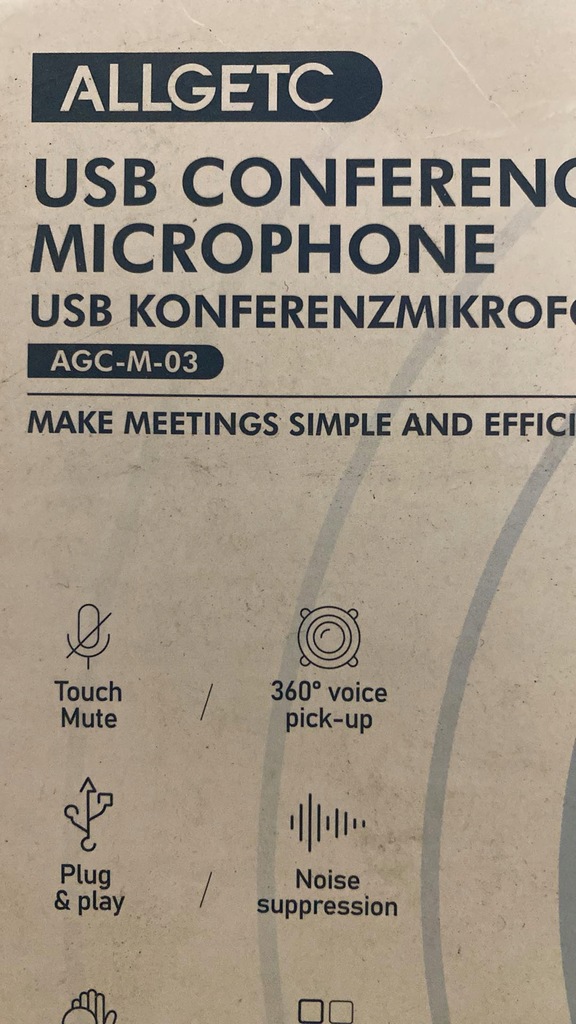 ALLGETC
USB CONFERENC
MICROPHONE
USB KONFERENZMIKROF
AGC-M-03
MAKE MEETINGS SIMPLE AND EFFICI
Touch
Mute
/
360° voice
pick-up
Plug
& play
/
Noise
suppression